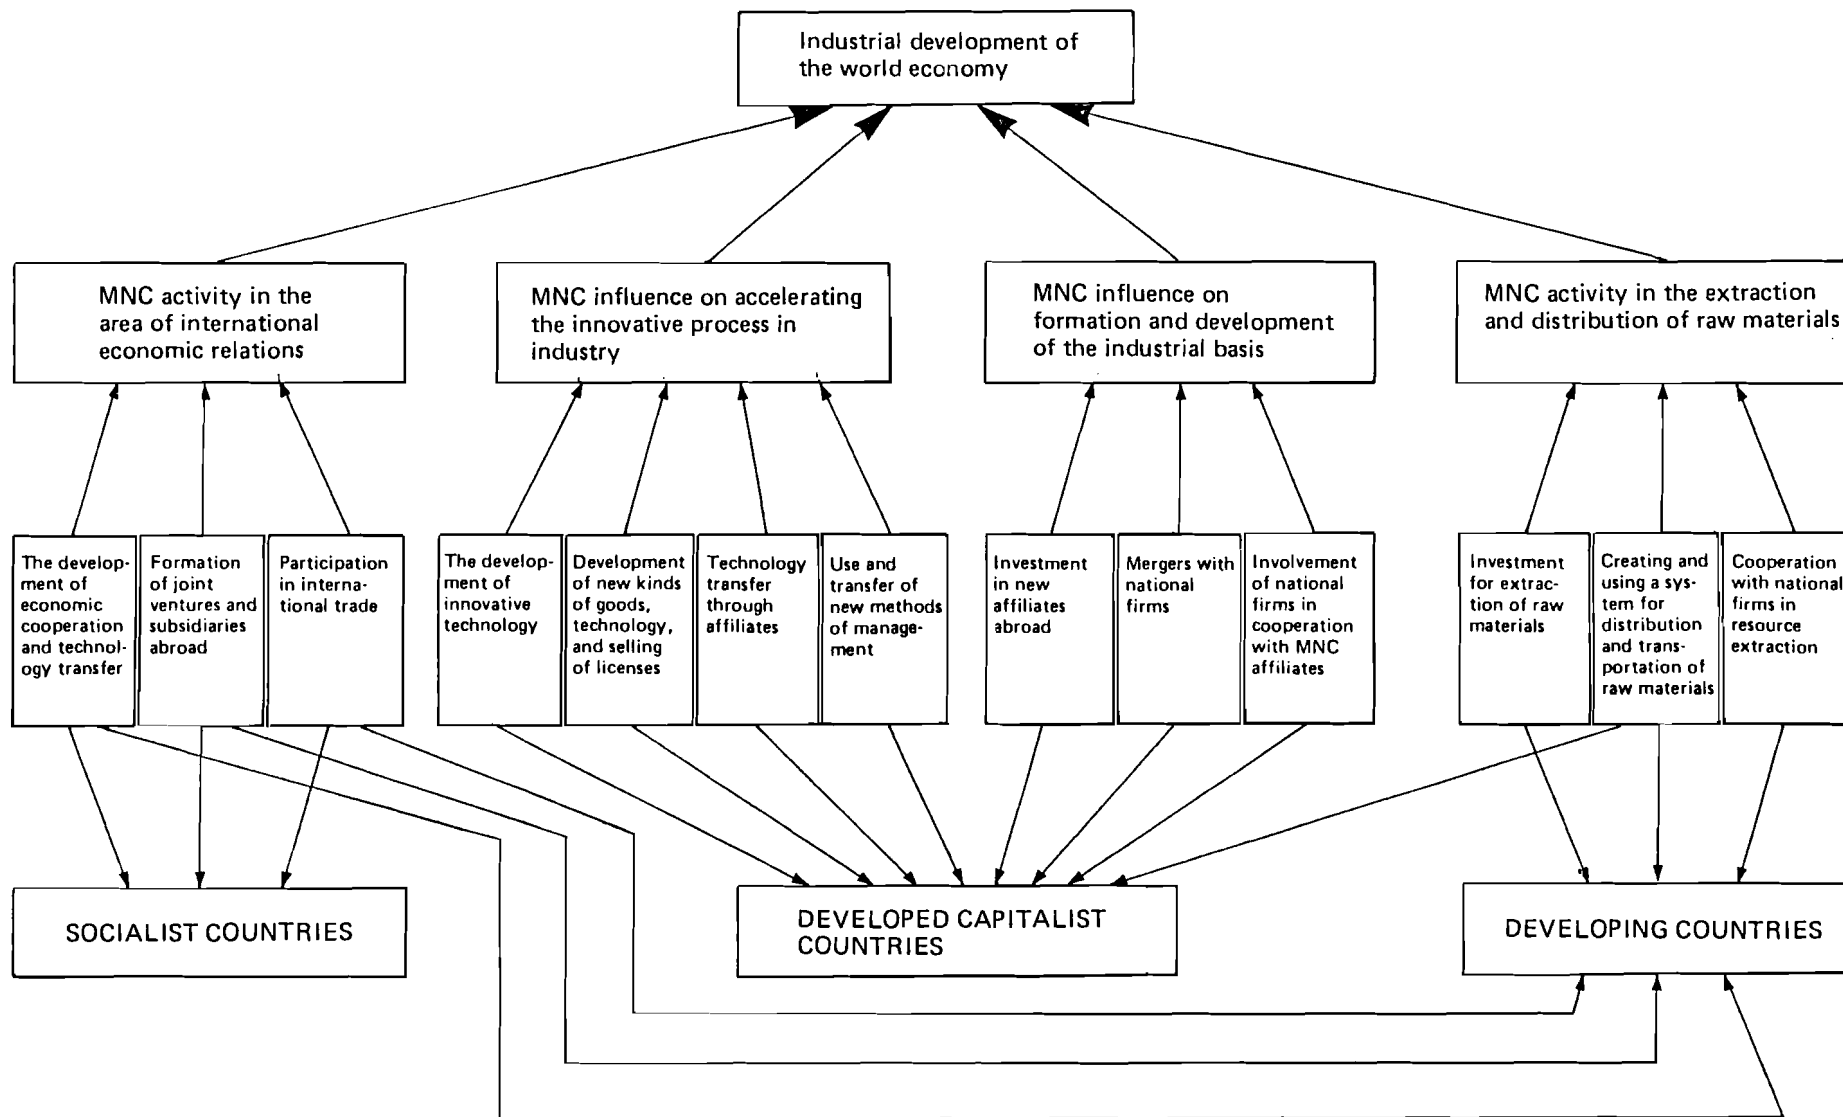 Industrial development of
the world economy
MNC activity in the
area of international
economic relations
MNC influence on accelerating
the innovative process in
industry
MNC influence on
formation and development
of the industrial basis
MNC activity in the extraction
and distribution of raw materials
The develop-
ment of
economic
cooperation
and technol-
ogy transfer
Formation
of joint
ventures and
subsidiaries
abroad
Participation
in interna-
tional trade
The develop-
ment of
innovative
technology
Development
of new kinds
of goods,
technology,
and selling
of licenses
Technology
transfer
through
affiliates
Use and
transfer of
new methods
of manage-
ment
Investment
in new
affiliates
abroad
Mergers with
national
firms
Involvement
of national
firms in
cooperation
with MNC
affiliates
Investment
for extrac-
tion of raw
materials
Creating and
using a sys-
tem for
distribution
and trans-
portation of
raw materials
Cooperation
with national
firms in
resource
extraction
SOCIALIST COUNTRIES
DEVELOPED CAPITALIST
COUNTRIES
DEVELOPING COUNTRIES